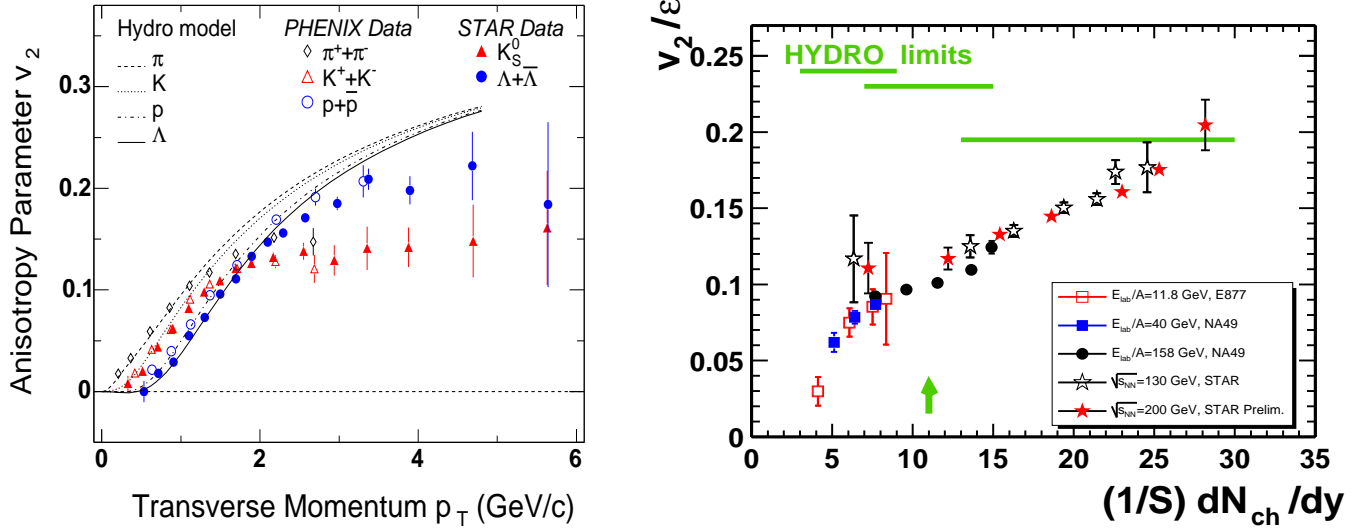 Hydro model
π
K
p
Λ
PHENIX Data
π⁺+π⁻
K⁺+K⁻
p+p̅
STAR Data
K⁰_S
Λ+Λ̅
Anisotropy Parameter v₂
0.3
0.2
0.1
0
0 2 4 6
Transverse Momentum p_T (GeV/c)
v₂/ε
0.25
0.2
0.15
0.1
0.05
0
HYDRO limits
E_lab/A=11.8 GeV, E877
E_lab/A=40 GeV, NA49
E_lab/A=158 GeV, NA49
√s_NN=130 GeV, STAR
√s_NN=200 GeV, STAR Prelim.
0 5 10 15 20 25 30 35
(1/S) dN_ch/dy